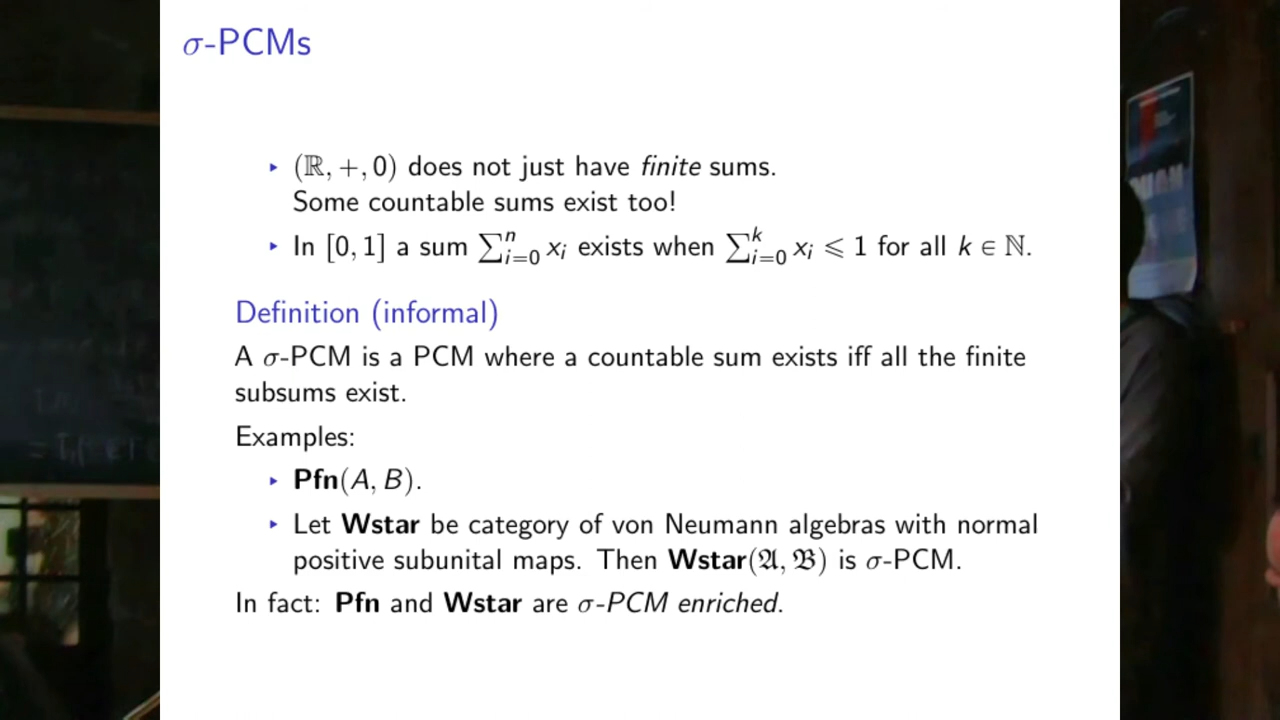 σ-PCMs
▸ (ℝ, +, 0) does not just have finite sums.
Some countable sums exist too!
▸ In [0, 1] a sum ∑ⁿᵢ₌₀ xᵢ exists when ∑ᵏᵢ₌₀ xᵢ ⩽ 1 for all k ∈ ℕ.
Definition (informal)
A σ-PCM is a PCM where a countable sum exists iff all the finite
subsums exist.
Examples:
▸ Pfn(A, B).
▸ Let Wstar be category of von Neumann algebras with normal
positive subunital maps. Then Wstar(𝔄, 𝔅) is σ-PCM.
In fact: Pfn and Wstar are σ-PCM enriched.